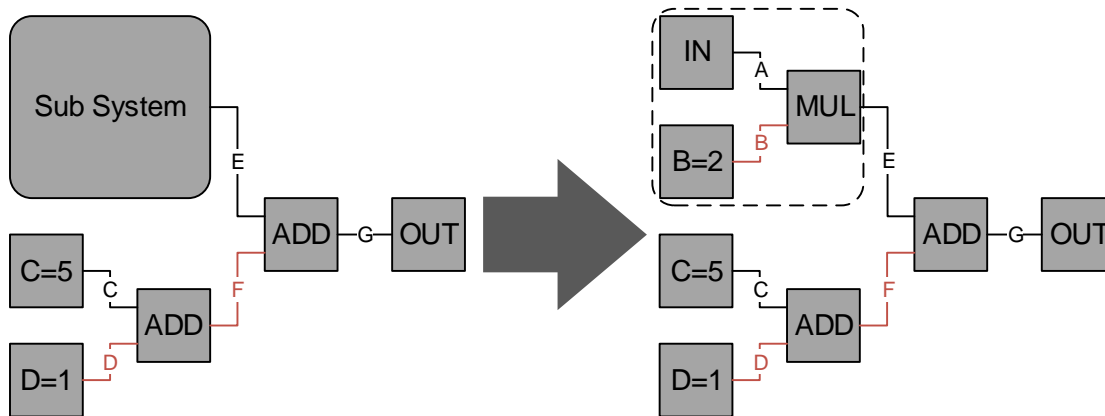 Sub System
E
C=5
C
ADD
D
D=1
F
ADD
G
OUT
IN
A
MUL
B
B=2
E
C=5
C
ADD
D
D=1
F
ADD
G
OUT